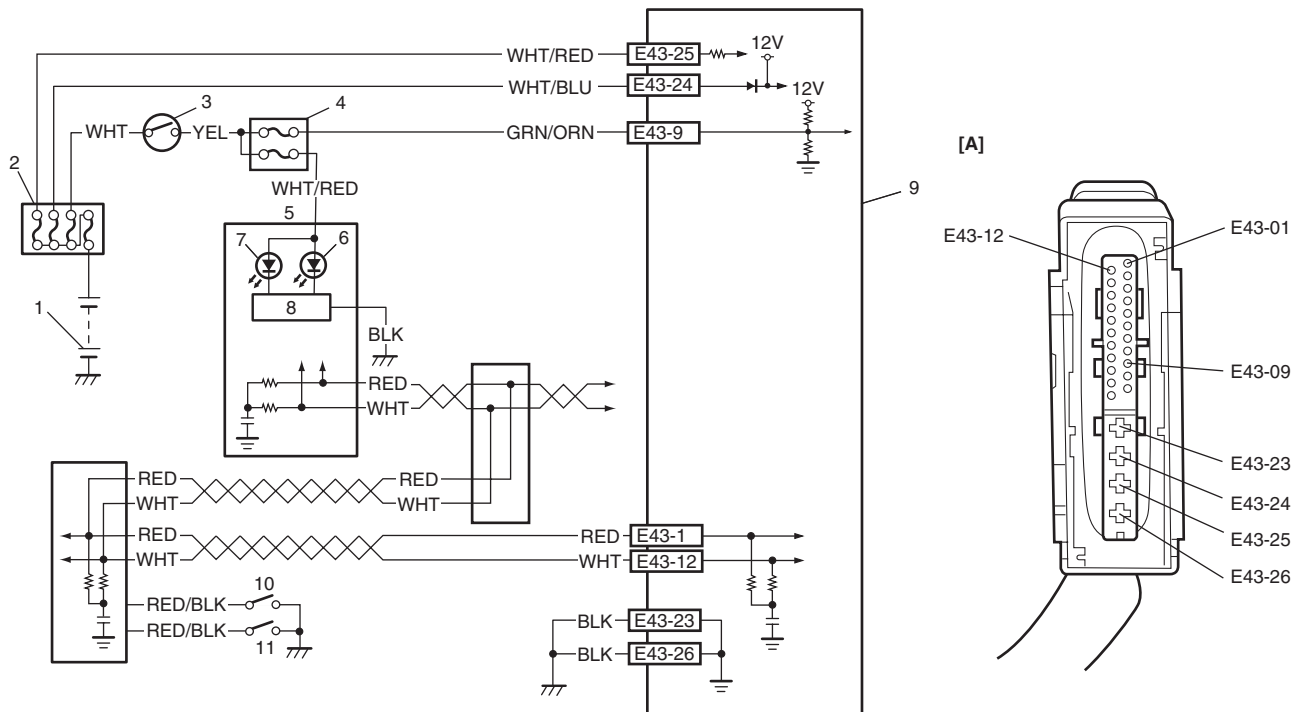 WHT/RED E43-25 12V
WHT/BLU E43-24 12V
3 4
WHT YEL GRN/ORN E43-9
2
WHT/RED
5
7 6
8
1
BLK
RED
WHT
RED RED
WHT WHT
RED RED E43-1
WHT WHT E43-12
10
RED/BLK
RED/BLK
11
BLK E43-23
BLK E43-26
9
[A]
E43-12 E43-01
E43-09
E43-23
E43-24
E43-25
E43-26